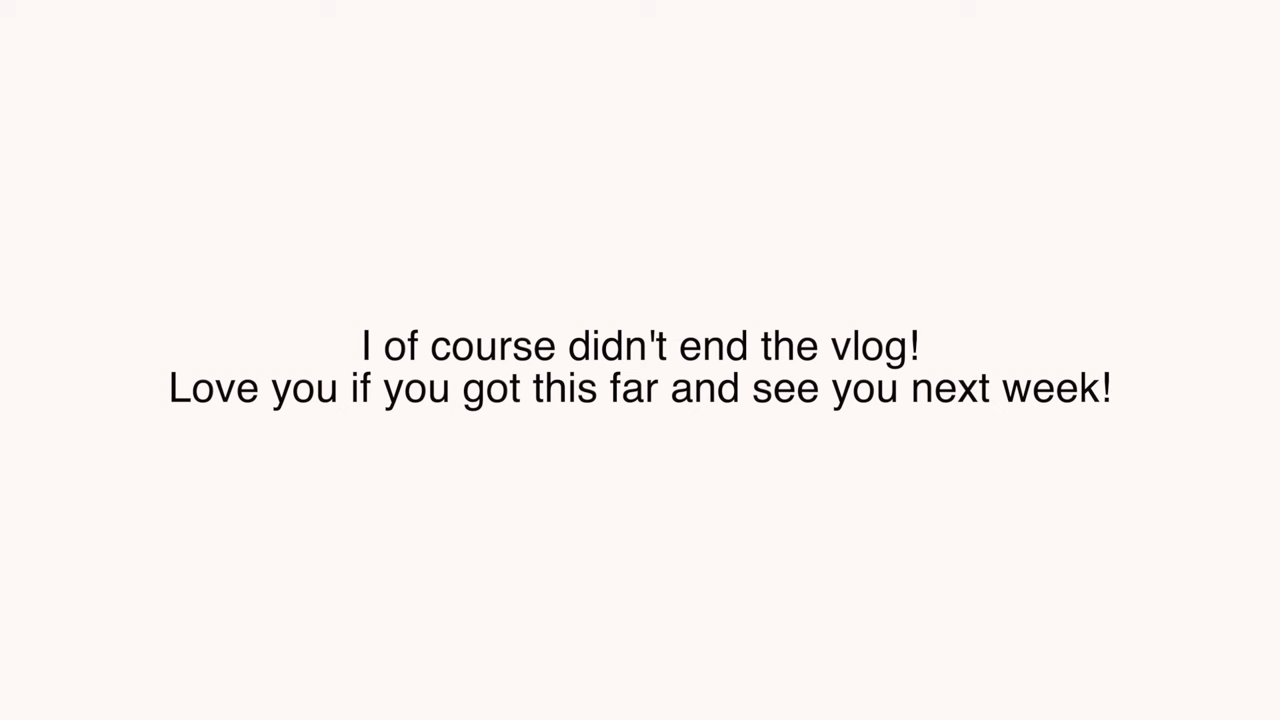 I of course didn't end the vlog!
Love you if you got this far and see you next week!